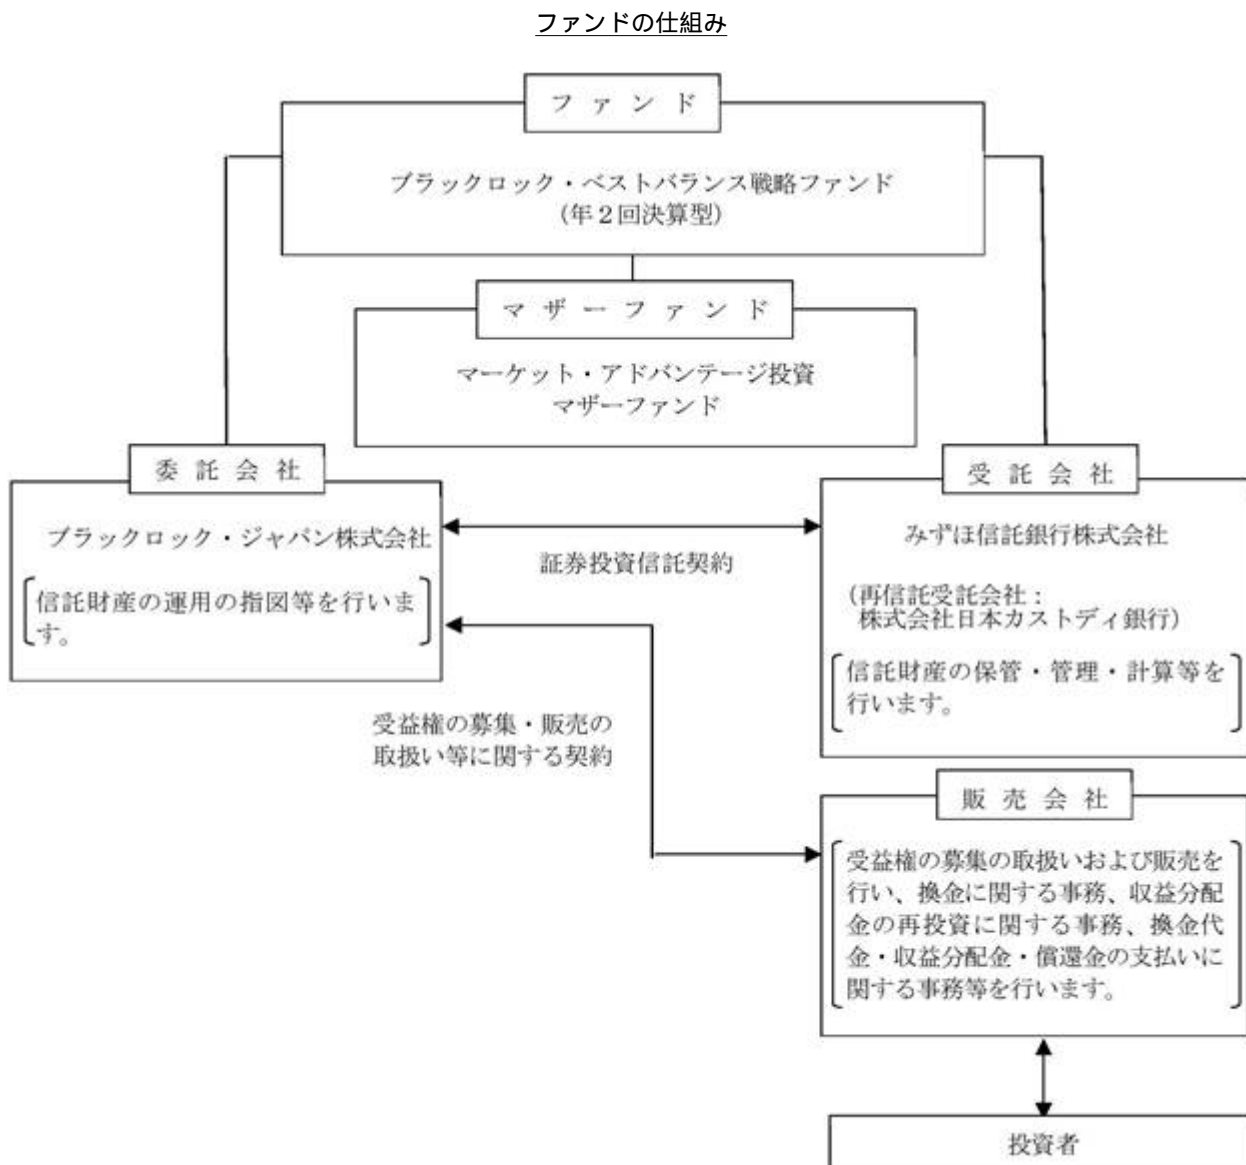 ファンドの仕組み
ファンド
ブラックロック・ベストバランス戦略ファンド
(年2回決算型)
マザーファンド
マーケット・アドバンテージ投資
マザーファンド
委託会社
ブラックロック・ジャパン株式会社
信託財産の運用の指図等を行いま
す。
証券投資信託契約
受託会社
みずほ信託銀行株式会社
(再信託受託会社:
株式会社日本カストディ銀行)
信託財産の保管・管理・計算等を
行います。
受益権の募集・販売の
取扱い等に関する契約
販売会社
受益権の募集の取扱いおよび販売を
行い、換金に関する事務、収益分配
金の再投資に関する事務、換金代
金・収益分配金・償還金の支払いに
関する事務等を行います。
投資者